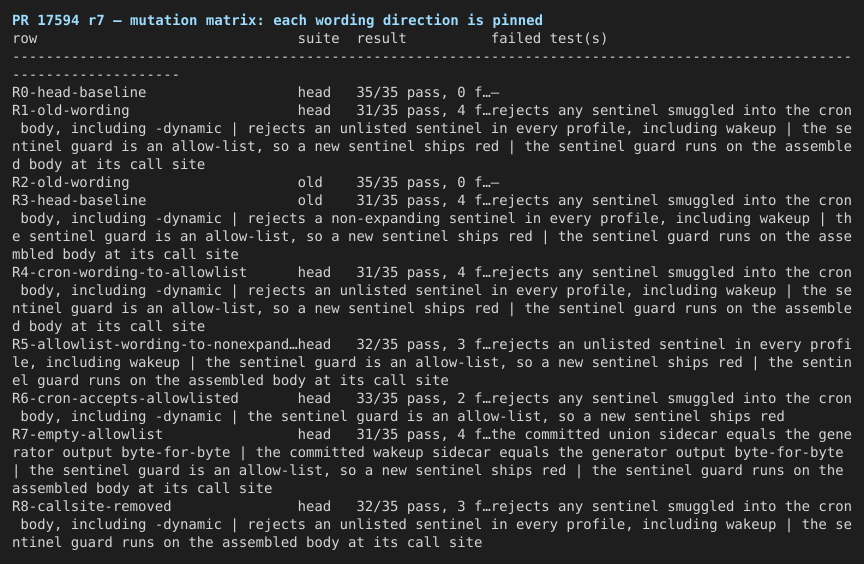 PR 17594 r7 — mutation matrix: each wording direction is pinned
row suite result failed test(s)
------------------------------------------------------------------------------------------------------
--------------------
R0-head-baseline head 35/35 pass, 0 f…—
R1-old-wording head 31/35 pass, 4 f…rejects any sentinel smuggled into the cron
body, including -dynamic | rejects an unlisted sentinel in every profile, including wakeup | the se
ntinel guard is an allow-list, so a new sentinel ships red | the sentinel guard runs on the assemble
d body at its call site
R2-old-wording old 35/35 pass, 0 f…—
R3-head-baseline old 31/35 pass, 4 f…rejects any sentinel smuggled into the cron
body, including -dynamic | rejects a non-expanding sentinel in every profile, including wakeup | th
e sentinel guard is an allow-list, so a new sentinel ships red | the sentinel guard runs on the asse
mbled body at its call site
R4-cron-wording-to-allowlist head 31/35 pass, 4 f…rejects any sentinel smuggled into the cron
body, including -dynamic | rejects an unlisted sentinel in every profile, including wakeup | the se
ntinel guard is an allow-list, so a new sentinel ships red | the sentinel guard runs on the assemble
d body at its call site
R5-allowlist-wording-to-nonexpand…head 32/35 pass, 3 f…rejects an unlisted sentinel in every profi
le, including wakeup | the sentinel guard is an allow-list, so a new sentinel ships red | the sentin
el guard runs on the assembled body at its call site
R6-cron-accepts-allowlisted head 33/35 pass, 2 f…rejects any sentinel smuggled into the cron
body, including -dynamic | the sentinel guard is an allow-list, so a new sentinel ships red
R7-empty-allowlist head 31/35 pass, 4 f…the committed union sidecar equals the gene
rator output byte-for-byte | the committed wakeup sidecar equals the generator output byte-for-byte
| the sentinel guard is an allow-list, so a new sentinel ships red | the sentinel guard runs on the
assembled body at its call site
R8-callsite-removed head 32/35 pass, 3 f…rejects any sentinel smuggled into the cron
body, including -dynamic | rejects an unlisted sentinel in every profile, including wakeup | the se
ntinel guard runs on the assembled body at its call site